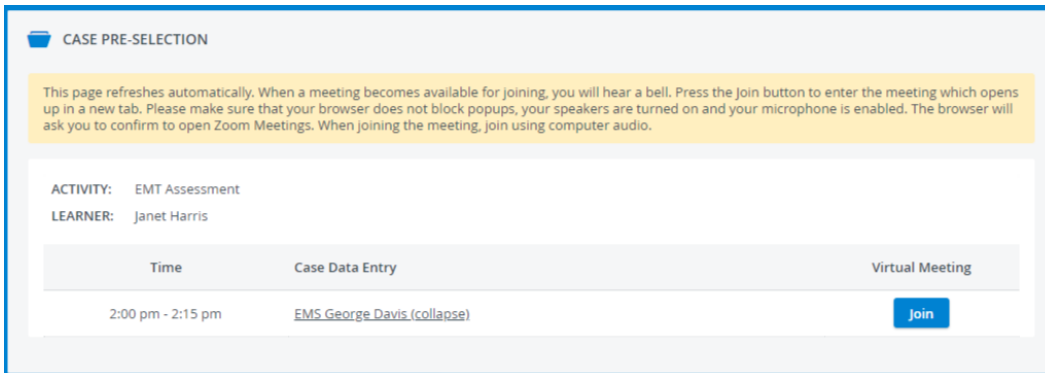 CASE PRE-SELECTION
This page refreshes automatically. When a meeting becomes available for joining, you will hear a bell. Press the Join button to enter the meeting which opens
up in a new tab. Please make sure that your browser does not block popups, your speakers are turned on and your microphone is enabled. The browser will
ask you to confirm to open Zoom Meetings. When joining the meeting, join using computer audio.
ACTIVITY: EMT Assessment
LEARNER: Janet Harris
Time Case Data Entry Virtual Meeting
2:00 pm - 2:15 pm EMS George Davis (collapse) Join